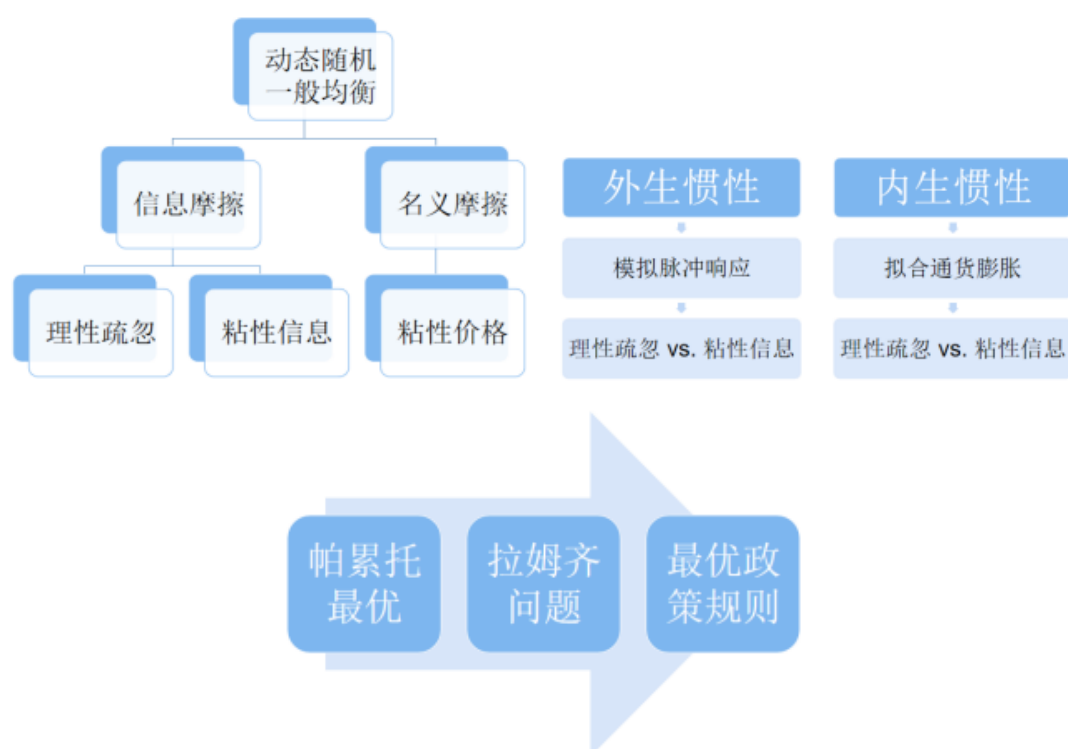 动态随机
一般均衡
信息摩擦
名义摩擦
理性疏忽
粘性信息
粘性价格
外生惯性
模拟脉冲响应
理性疏忽 vs. 粘性信息
内生惯性
拟合通货膨胀
理性疏忽 vs. 粘性信息
帕累托
最优
拉姆齐
问题
最优政
策规则